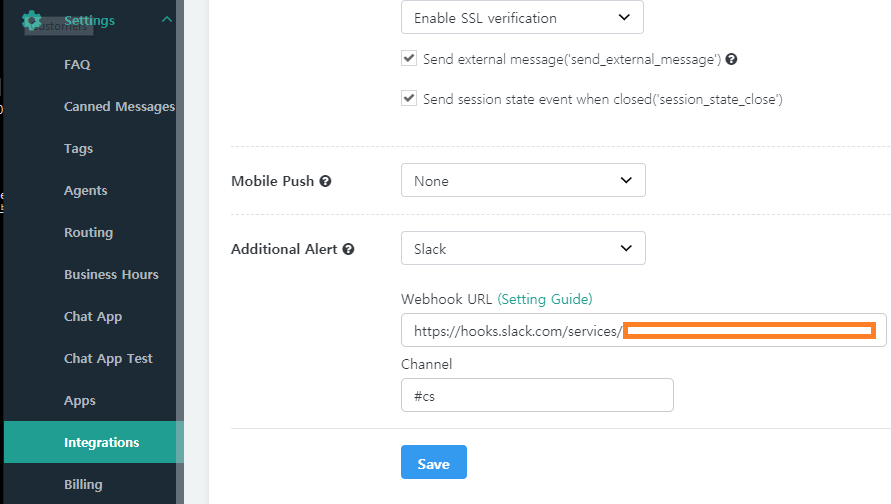 Settings
Customers
FAQ
Canned Messages
Tags
Agents
Routing
Business Hours
Chat App
Chat App Test
Apps
Integrations
Billing
Enable SSL verification
Send external message('send_external_message')
Send session state event when closed('session_state_close')
Mobile Push
None
Additional Alert
Slack
Webhook URL (Setting Guide)
https://hooks.slack.com/services/
Channel
#cs
Save